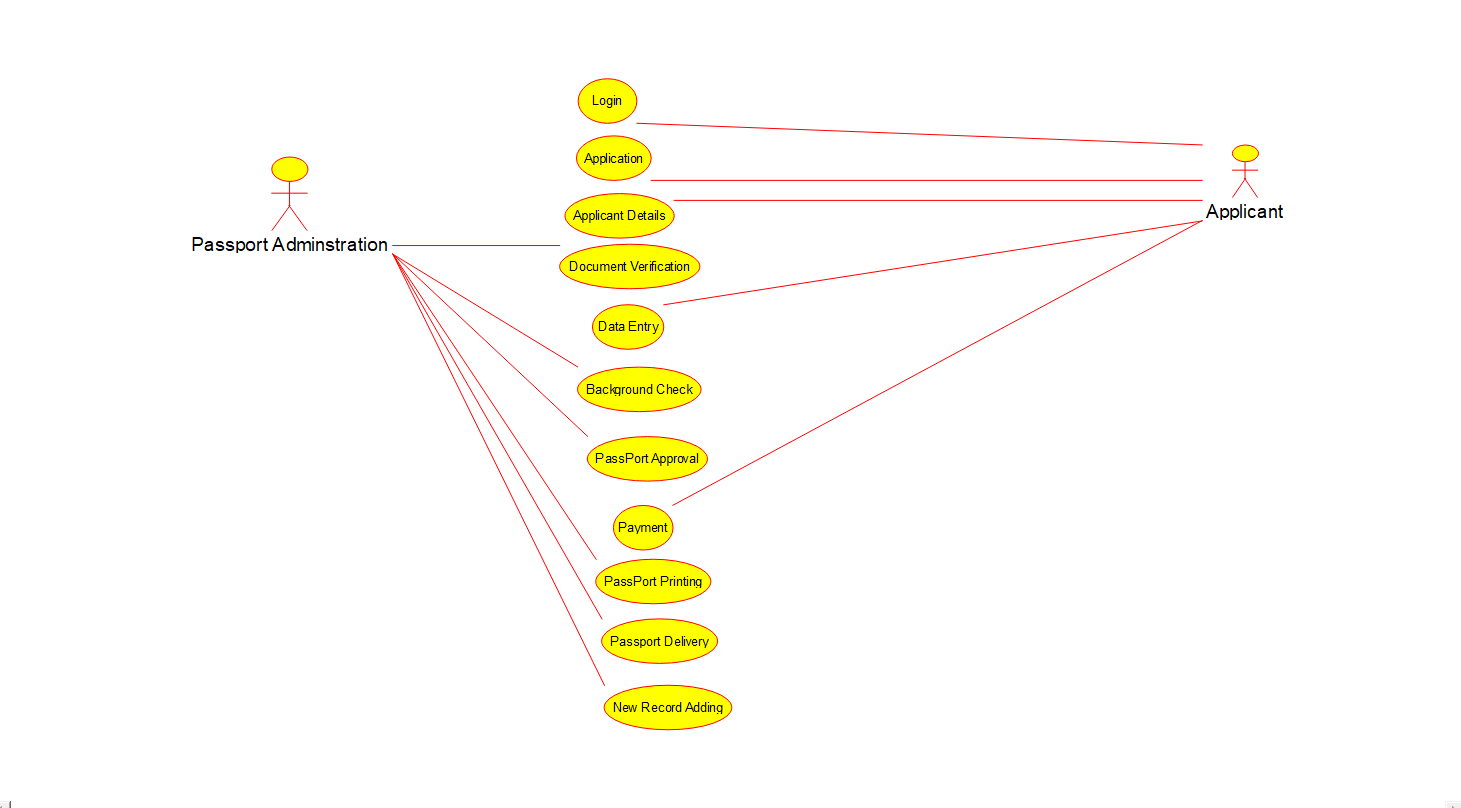 Login
Application
Applicant
Applicant Details
Passport Adminstration
Document Verification
Data Entry
Background Check
PassPort Approval
Payment
PassPort Printing
Passport Delivery
New Record Adding